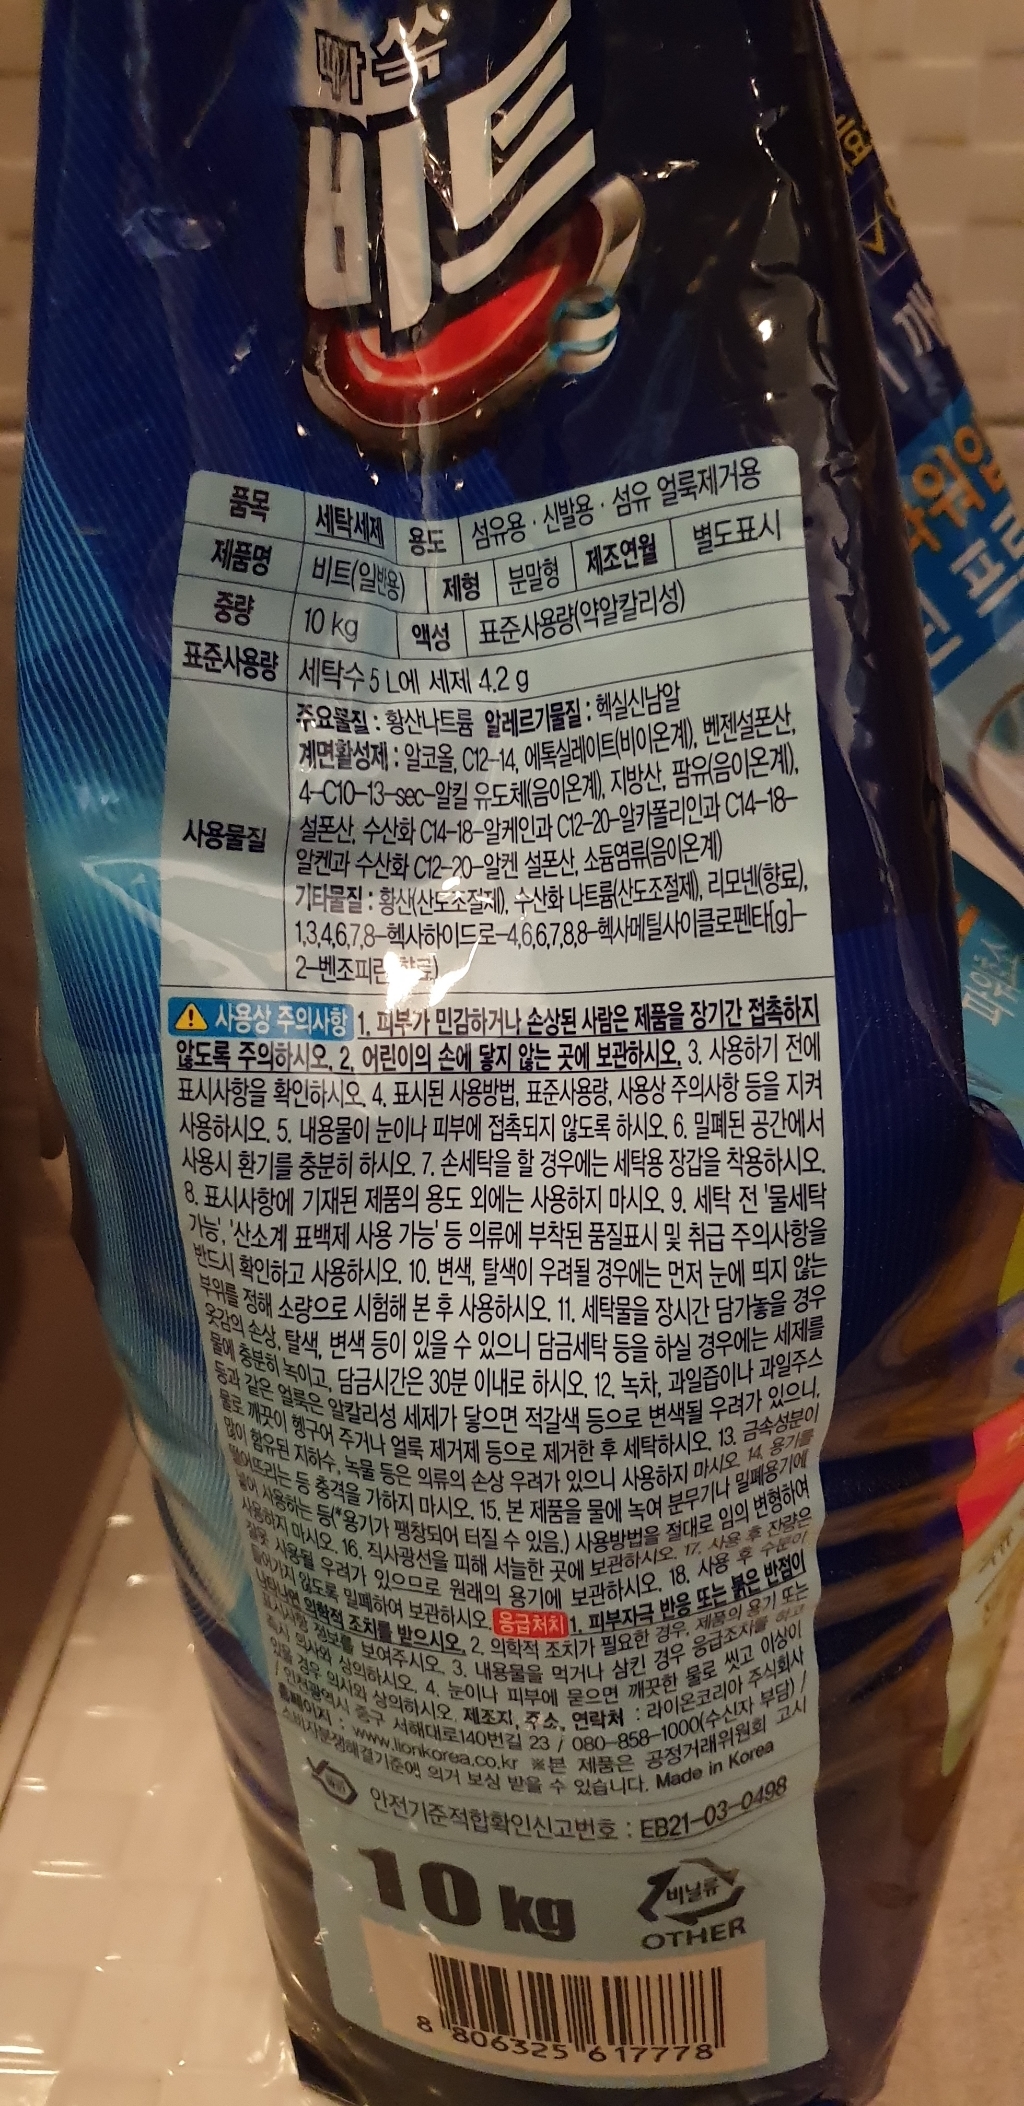 때가 쏙
비트
품목 세탁세제 용도 섬유용 · 신발용 · 섬유 얼룩제거용
제품명 비트(일반용) 제형 분말형 제조연월 별도표시
중량 10 kg 액성 표준사용량(약알칼리성)
표준사용량 세탁수 5 L에 세제 4.2 g
사용물질
주요물질 : 황산나트륨 알레르기물질 : 헥실신남알
계면활성제 : 알코올, C12-14, 에톡실레이트(비이온계), 벤젠설폰산,
4-C10-13-sec-알킬 유도체(음이온계), 지방산, 팜유(음이온계),
설폰산, 수산화 C14-18-알케인과 C12-20-알카폴리인과 C14-18-
알켄과 수산화 C12-20-알켄 설폰산, 소듐염류(음이온계)
기타물질 : 황산(산도조절제), 수산화 나트륨(산도조절제), 리모넨(향료),
1,3,4,6,7,8-헥사하이드로-4,6,6,7,8,8-헥사메틸사이클로펜타[g]-
2-벤조피란(향료)
사용상 주의사항 1. 피부가 민감하거나 손상된 사람은 제품을 장기간 접촉하지
않도록 주의하시오. 2. 어린이의 손에 닿지 않는 곳에 보관하시오. 3. 사용하기 전에
표시사항을 확인하시오. 4. 표시된 사용방법, 표준사용량, 사용상 주의사항 등을 지켜
사용하시오. 5. 내용물이 눈이나 피부에 접촉되지 않도록 하시오. 6. 밀폐된 공간에서
사용시 환기를 충분히 하시오. 7. 손세탁을 할 경우에는 세탁용 장갑을 착용하시오.
8. 표시사항에 기재된 제품의 용도 외에는 사용하지 마시오. 9. 세탁 전 '물세탁
가능', '산소계 표백제 사용 가능' 등 의류에 부착된 품질표시 및 취급 주의사항을
반드시 확인하고 사용하시오. 10. 변색, 탈색이 우려될 경우에는 먼저 눈에 띄지 않는
부위를 정해 소량으로 시험해 본 후 사용하시오. 11. 세탁물을 장시간 담가놓을 경우
옷감의 손상, 탈색, 변색 등이 있을 수 있으니 담금세탁 등을 하실 경우에는 세제를
물에 충분히 녹이고, 담금시간은 30분 이내로 하시오. 12. 녹차, 과일즙이나 과일주스
등과 같은 얼룩은 알칼리성 세제가 닿으면 적갈색 등으로 변색될 우려가 있으니,
물로 깨끗이 헹구어 주거나 얼룩 제거제 등으로 제거한 후 세탁하시오. 13. 금속성분이
많이 함유된 지하수, 녹물 등은 의류의 손상 우려가 있으니 사용하지 마시오. 14. 용기를
떨어뜨리는 등 충격을 가하지 마시오. 15. 본 제품을 물에 녹여 분무기나 밀폐용기에
넣어 사용하는 등(*용기가 팽창되어 터질 수 있음.) 사용방법을 절대로 임의 변형하여
사용하지 마시오. 16. 직사광선을 피해 서늘한 곳에 보관하시오. 17. 사용 후 잔량은
잘못 사용될 우려가 있으므로 원래의 용기에 보관하시오. 18. 사용 후 수분이
들어가지 않도록 밀폐하여 보관하시오. 응급처치 1. 피부자극 반응 또는 붉은 반점이
나타나면 의학적 조치를 받으시오. 2. 의학적 조치가 필요한 경우, 제품의 용기 또는
표시사항 정보를 보여주시오. 3. 내용물을 먹거나 삼킨 경우 응급조치를 하고
즉시 의사와 상의하시오. 4. 눈이나 피부에 묻으면 깨끗한 물로 씻고 이상이
있을 경우 의사와 상의하시오. 제조지, 주소, 연락처 : 라이온코리아 주식회사
/ 인천광역시 중구 서해대로140번길 23 / 080-858-1000(수신자 부담) /
홈페이지 : www.lionkorea.co.kr ※본 제품은 공정거래위원회 고시
소비자분쟁해결기준에 의거 보상 받을 수 있습니다. Made in Korea
안전기준적합확인신고번호 : EB21-03-0498
10 kg
비닐류
OTHER
8 806325 617778